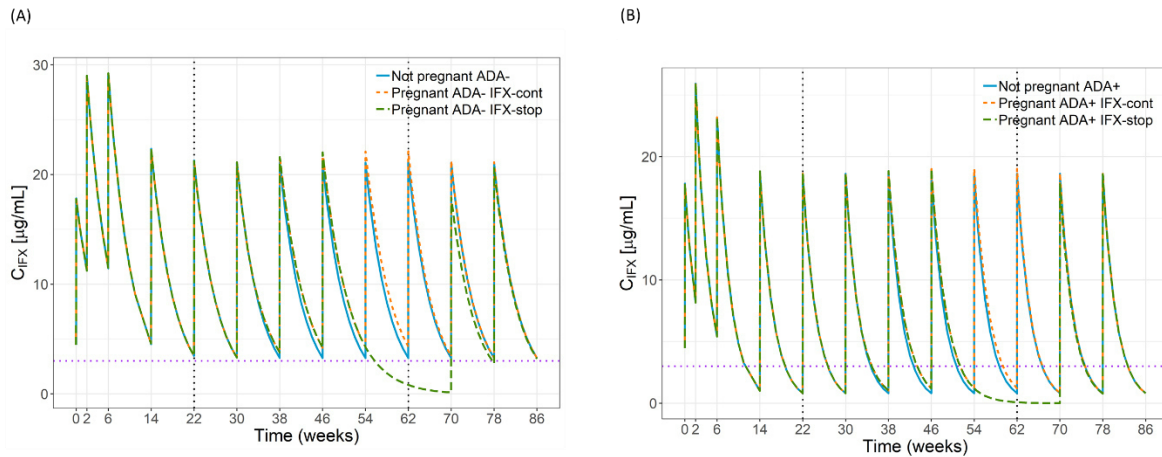 (A)
(B)
30
20
10
0
C_IFX [µg/mL]
Not pregnant ADA-
Pregnant ADA- IFX-cont
Pregnant ADA- IFX-stop
0 2 6 14 22 30 38 46 54 62 70 78 86
Time (weeks)
20
10
0
C_IFX [µg/mL]
Not pregnant ADA+
Pregnant ADA+ IFX-cont
Pregnant ADA+ IFX-stop
0 2 6 14 22 30 38 46 54 62 70 78 86
Time (weeks)